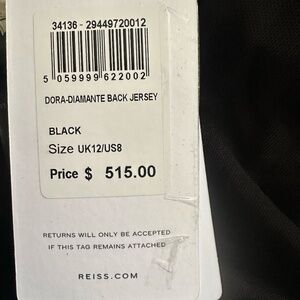 34136 - 29449720012
5 059999 622002
DORA-DIAMANTE BACK JERSEY
BLACK
Size UK12/US8
Price $ 515.00
RETURNS WILL ONLY BE ACCEPTED
IF THIS TAG REMAINS ATTACHED
REISS.COM